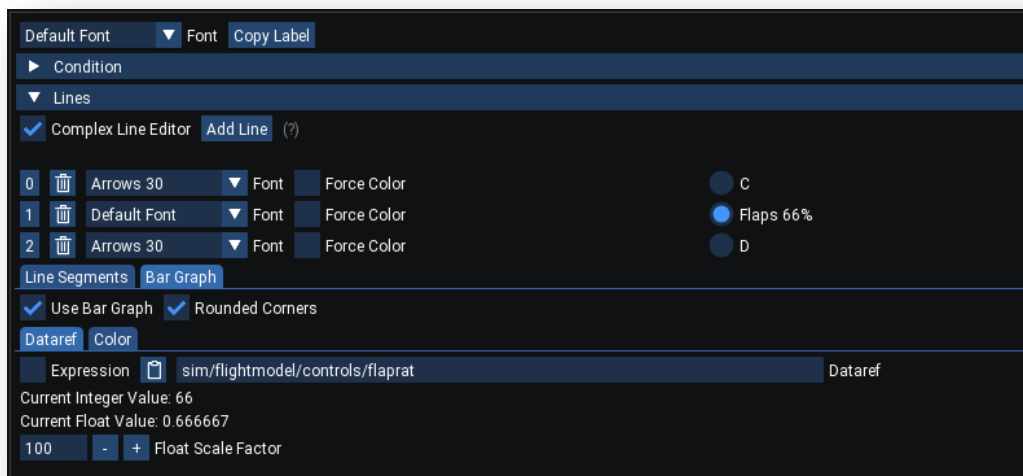 Default Font Font Copy Label
Condition
Lines
Complex Line Editor Add Line (?)
0 Arrows 30 Font Force Color C
1 Default Font Font Force Color Flaps 66%
2 Arrows 30 Font Force Color D
Line Segments Bar Graph
Use Bar Graph Rounded Corners
Dataref Color
Expression sim/flightmodel/controls/flaprat Dataref
Current Integer Value: 66
Current Float Value: 0.666667
100 - + Float Scale Factor